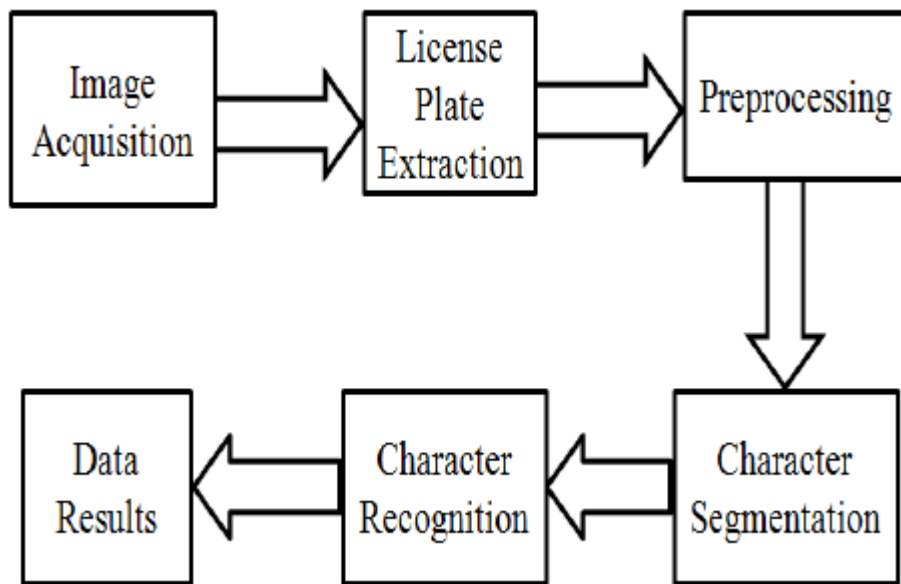 Image
Acquisition
License
Plate
Extraction
Preprocessing
Character
Segmentation
Character
Recognition
Data
Results